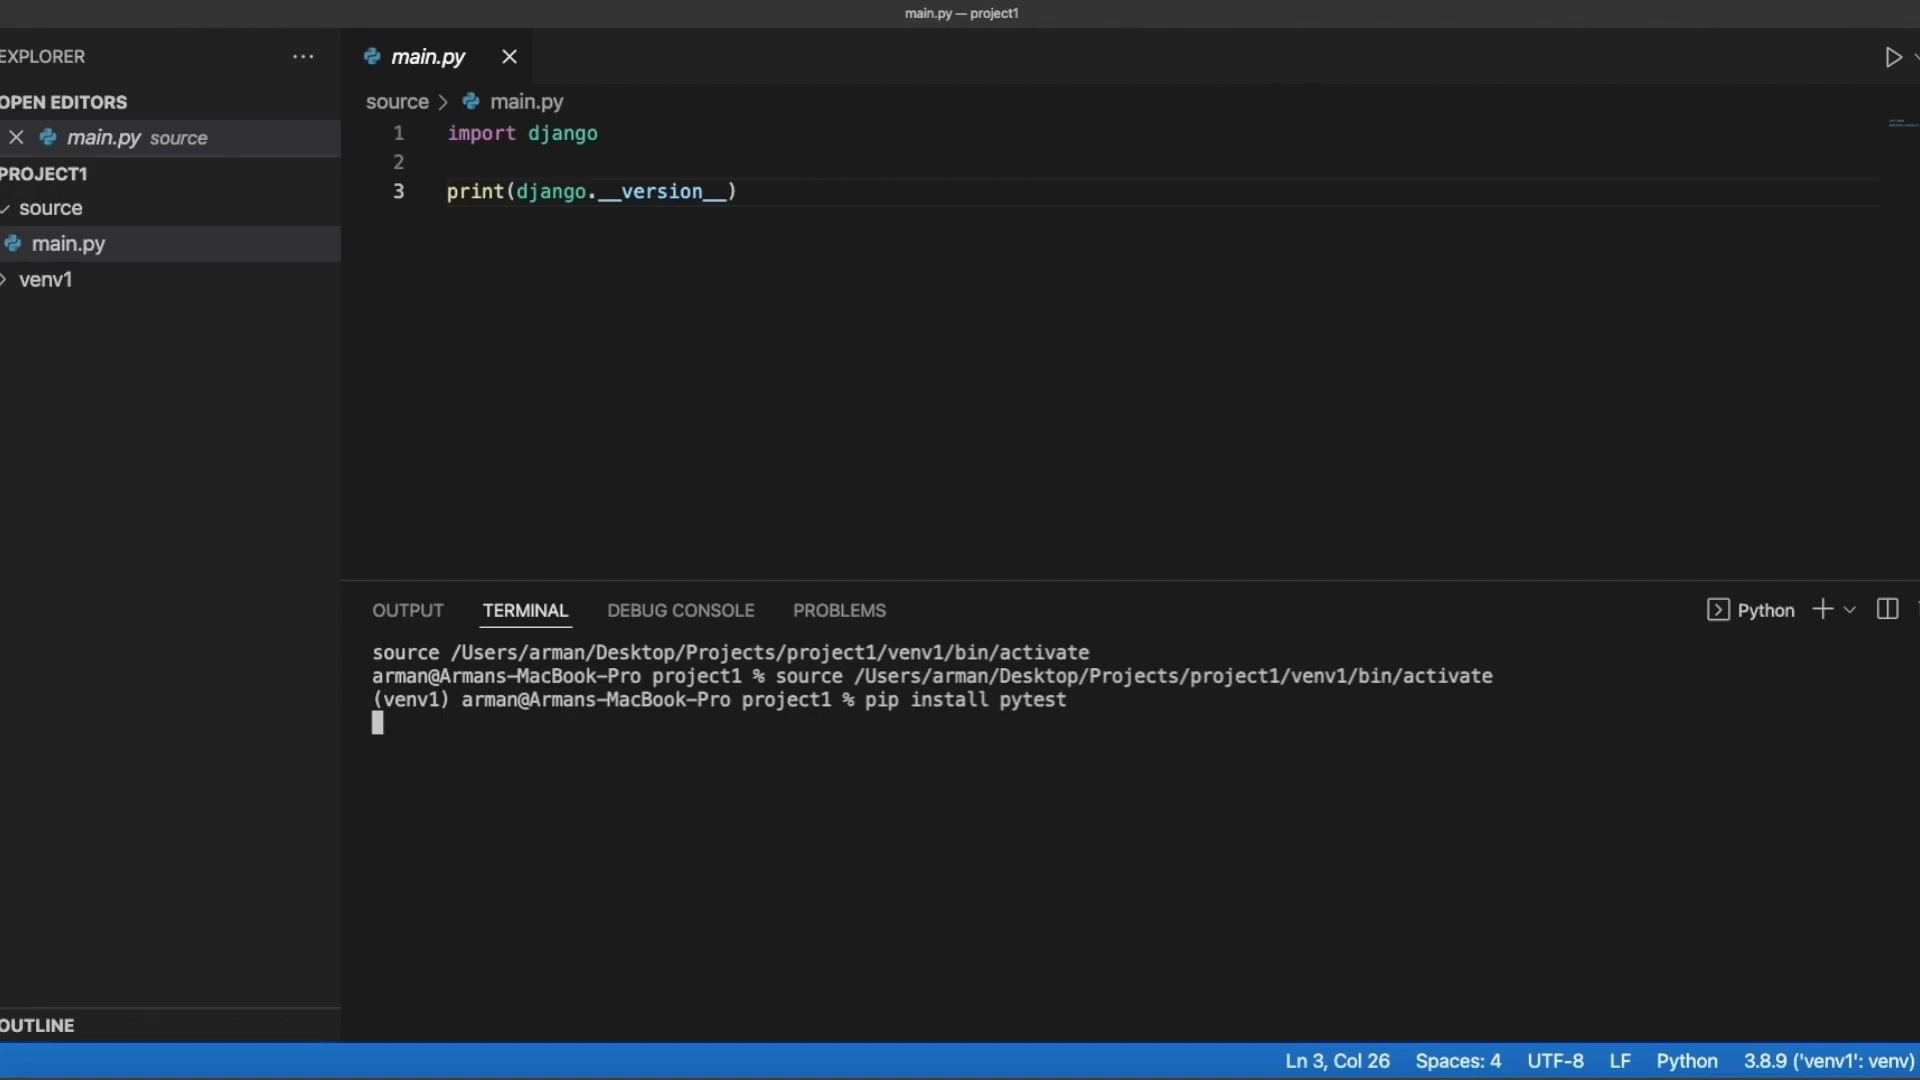 main.py — project1
EXPLORER
OPEN EDITORS
main.py source
PROJECT1
source
main.py
venv1
OUTLINE
main.py
source > main.py
1 import django
2
3 print(django.__version__)
OUTPUT TERMINAL DEBUG CONSOLE PROBLEMS
Python
source /Users/arman/Desktop/Projects/project1/venv1/bin/activate
arman@Armans-MacBook-Pro project1 % source /Users/arman/Desktop/Projects/project1/venv1/bin/activate
(venv1) arman@Armans-MacBook-Pro project1 % pip install pytest
Ln 3, Col 26 Spaces: 4 UTF-8 LF Python 3.8.9 ('venv1': venv)